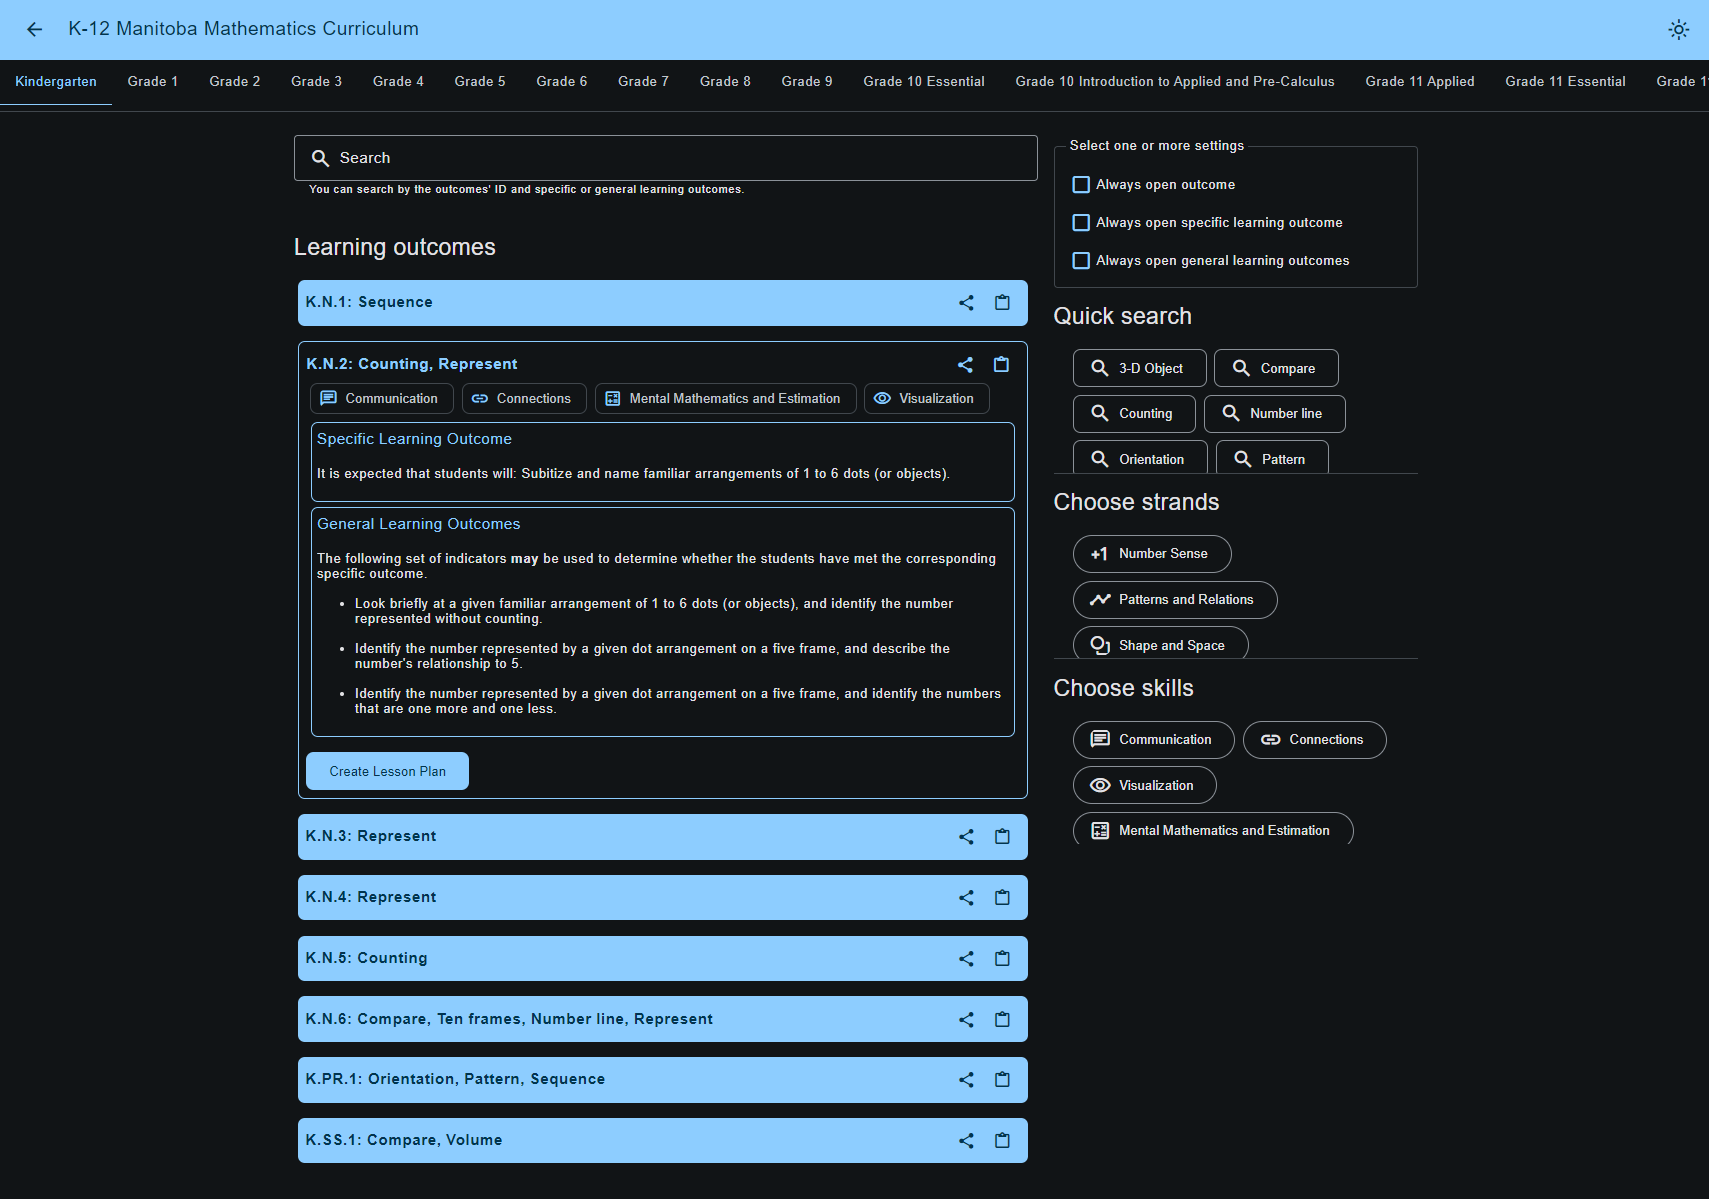 K-12 Manitoba Mathematics Curriculum
Kindergarten Grade 1 Grade 2 Grade 3 Grade 4 Grade 5 Grade 6 Grade 7 Grade 8 Grade 9 Grade 10 Essential Grade 10 Introduction to Applied and Pre-Calculus Grade 11 Applied Grade 11 Essential Grade 1
Search
You can search by the outcomes' ID and specific or general learning outcomes.
Learning outcomes
K.N.1: Sequence
K.N.2: Counting, Represent
Communication Connections Mental Mathematics and Estimation Visualization
Specific Learning Outcome
It is expected that students will: Subitize and name familiar arrangements of 1 to 6 dots (or objects).
General Learning Outcomes
The following set of indicators may be used to determine whether the students have met the corresponding
specific outcome.
• Look briefly at a given familiar arrangement of 1 to 6 dots (or objects), and identify the number
represented without counting.
• Identify the number represented by a given dot arrangement on a five frame, and describe the
number's relationship to 5.
• Identify the number represented by a given dot arrangement on a five frame, and identify the numbers
that are one more and one less.
Create Lesson Plan
K.N.3: Represent
K.N.4: Represent
K.N.5: Counting
K.N.6: Compare, Ten frames, Number line, Represent
K.PR.1: Orientation, Pattern, Sequence
K.SS.1: Compare, Volume
Select one or more settings
Always open outcome
Always open specific learning outcome
Always open general learning outcomes
Quick search
3-D Object Compare
Counting Number line
Orientation Pattern
Choose strands
+1 Number Sense
Patterns and Relations
Shape and Space
Choose skills
Communication Connections
Visualization
Mental Mathematics and Estimation